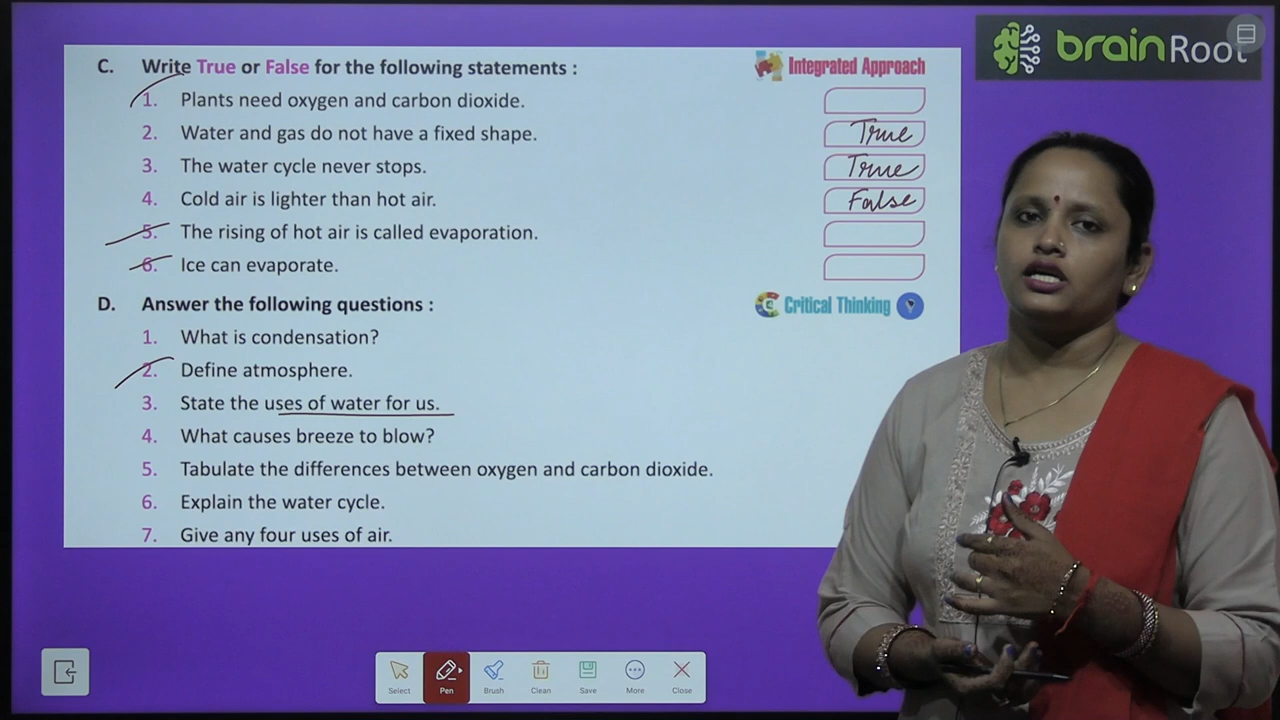 brainRoot
C. Write True or False for the following statements : Integrated Approach
1. Plants need oxygen and carbon dioxide.
2. Water and gas do not have a fixed shape. True
3. The water cycle never stops. True
4. Cold air is lighter than hot air. False
5. The rising of hot air is called evaporation.
6. Ice can evaporate.
D. Answer the following questions : Critical Thinking
1. What is condensation?
2. Define atmosphere.
3. State the uses of water for us.
4. What causes breeze to blow?
5. Tabulate the differences between oxygen and carbon dioxide.
6. Explain the water cycle.
7. Give any four uses of air.
Select Pen Brush Clean Save More Close